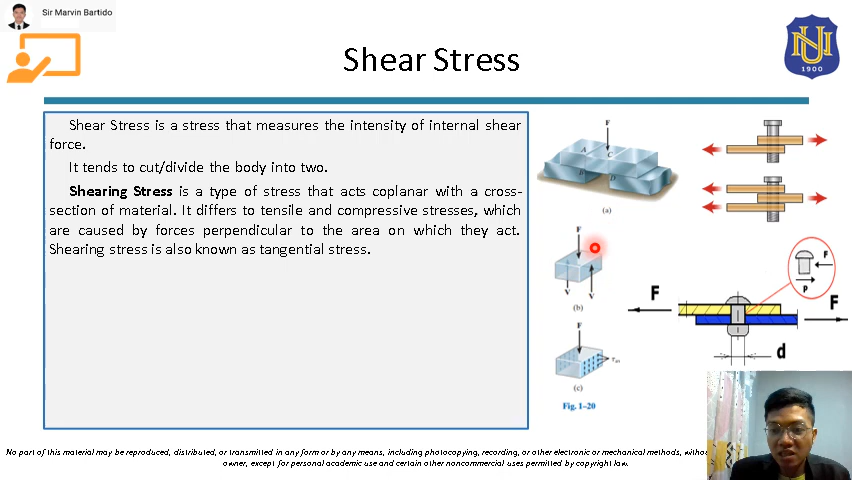 Sir Marvin Bartido
Shear Stress
1900
Shear Stress is a stress that measures the intensity of internal shear
force.
It tends to cut/divide the body into two.
Shearing Stress is a type of stress that acts coplanar with a cross-
section of material. It differs to tensile and compressive stresses, which
are caused by forces perpendicular to the area on which they act.
Shearing stress is also known as tangential stress.
F
A
C
B
D
(a)
F
V
V
(b)
F
(c)
Fig. 1–20
F
P
F
F
d
No part of this material may be reproduced, distributed, or transmitted in any form or by any means, including photocopying, recording, or other electronic or mechanical methods,
owner, except for personal academic use and certain other noncommercial uses permitted by copyright law.